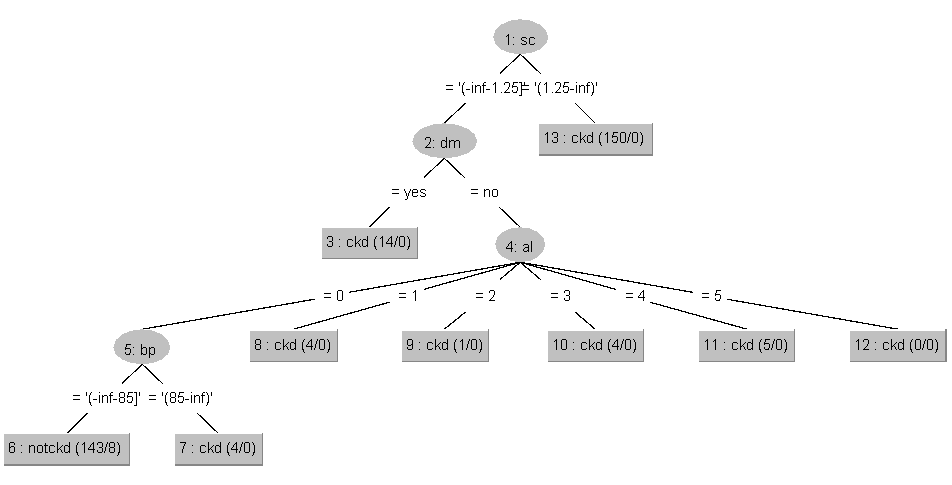 1: sc
= '(-inf-1.25]' = '(1.25-inf)'
2: dm
13 : ckd (150/0)
= yes
= no
3 : ckd (14/0)
4: al
= 0
= 1
= 2
= 3
= 4
= 5
5: bp
8 : ckd (4/0)
9 : ckd (1/0)
10 : ckd (4/0)
11 : ckd (5/0)
12 : ckd (0/0)
= '(-inf-85]' = '(85-inf)'
6 : notckd (143/8)
7 : ckd (4/0)